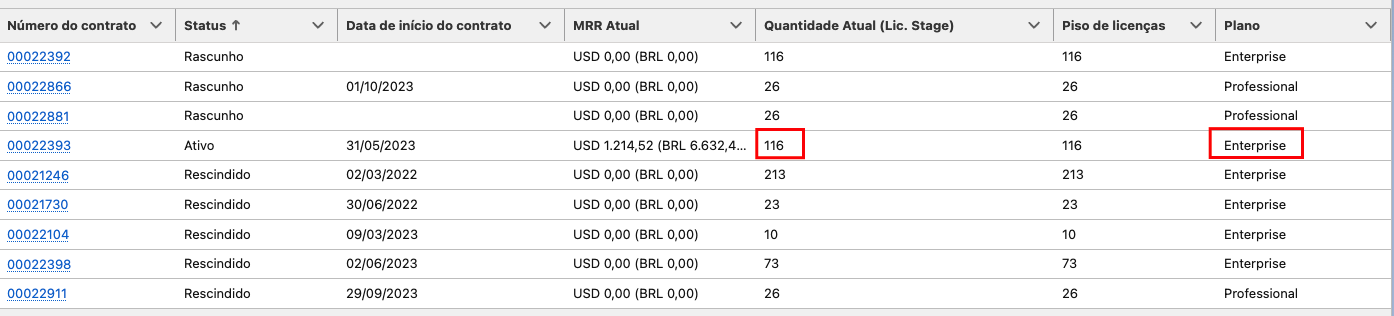 Número do contrato Status ↑ Data de início do contrato MRR Atual Quantidade Atual (Lic. Stage) Piso de licenças Plano
00022392 Rascunho USD 0,00 (BRL 0,00) 116 116 Enterprise
00022866 Rascunho 01/10/2023 USD 0,00 (BRL 0,00) 26 26 Professional
00022881 Rascunho USD 0,00 (BRL 0,00) 26 26 Professional
00022393 Ativo 31/05/2023 USD 1.214,52 (BRL 6.632,4... 116 116 Enterprise
00021246 Rescindido 02/03/2022 USD 0,00 (BRL 0,00) 213 213 Enterprise
00021730 Rescindido 30/06/2022 USD 0,00 (BRL 0,00) 23 23 Enterprise
00022104 Rescindido 09/03/2023 USD 0,00 (BRL 0,00) 10 10 Enterprise
00022398 Rescindido 02/06/2023 USD 0,00 (BRL 0,00) 73 73 Enterprise
00022911 Rescindido 29/09/2023 USD 0,00 (BRL 0,00) 26 26 Professional